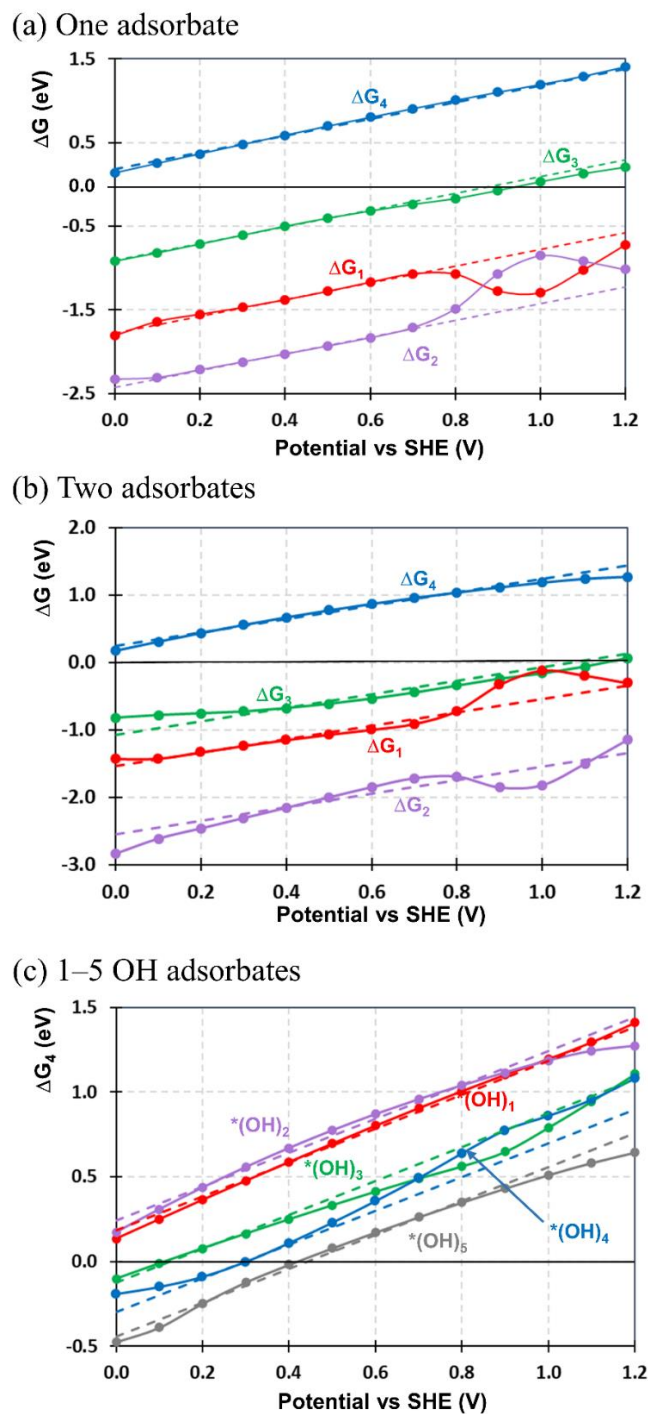 (a) One adsorbate
1.5
ΔG (eV)
ΔG4
0.5
ΔG3
0.0
-0.5
ΔG1
-1.5
ΔG2
-2.5
0.0 0.2 0.4 0.6 0.8 1.0 1.2
Potential vs SHE (V)
(b) Two adsorbates
2.0
ΔG (eV)
ΔG4
1.0
0.0
ΔG3
-1.0
ΔG1
-2.0
ΔG2
-3.0
0.0 0.2 0.4 0.6 0.8 1.0 1.2
Potential vs SHE (V)
(c) 1–5 OH adsorbates
1.5
ΔG4 (eV)
1.0
*(OH)1
*(OH)2
*(OH)3
0.5
*(OH)4
*(OH)5
0.0
-0.5
0.0 0.2 0.4 0.6 0.8 1.0 1.2
Potential vs SHE (V)